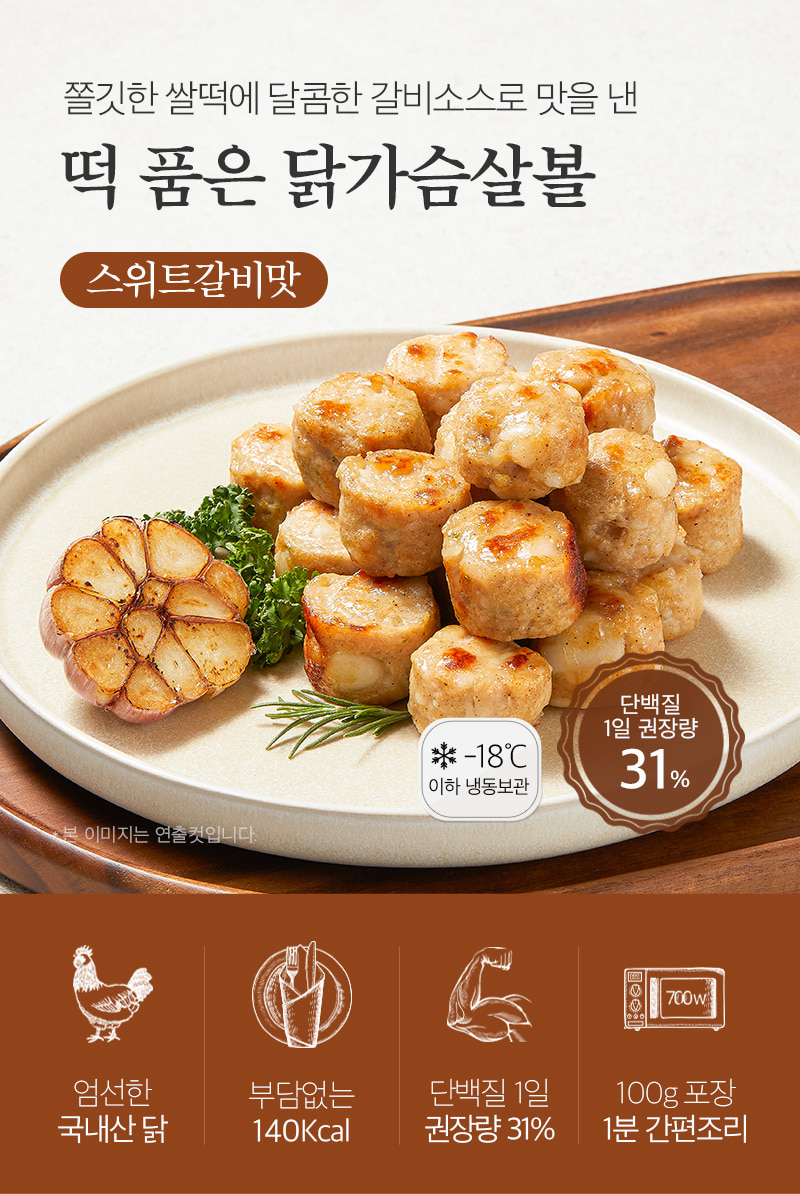 쫄깃한 쌀떡에 달콤한 갈비소스로 맛을 낸
떡 품은 닭가슴살볼
스위트갈비맛
단백질
1일 권장량
31%
-18℃
이하 냉동보관
* 본 이미지는 연출컷입니다.
700w
엄선한
국내산 닭
부담없는
140Kcal
단백질 1일
권장량 31%
100g 포장
1분 간편조리